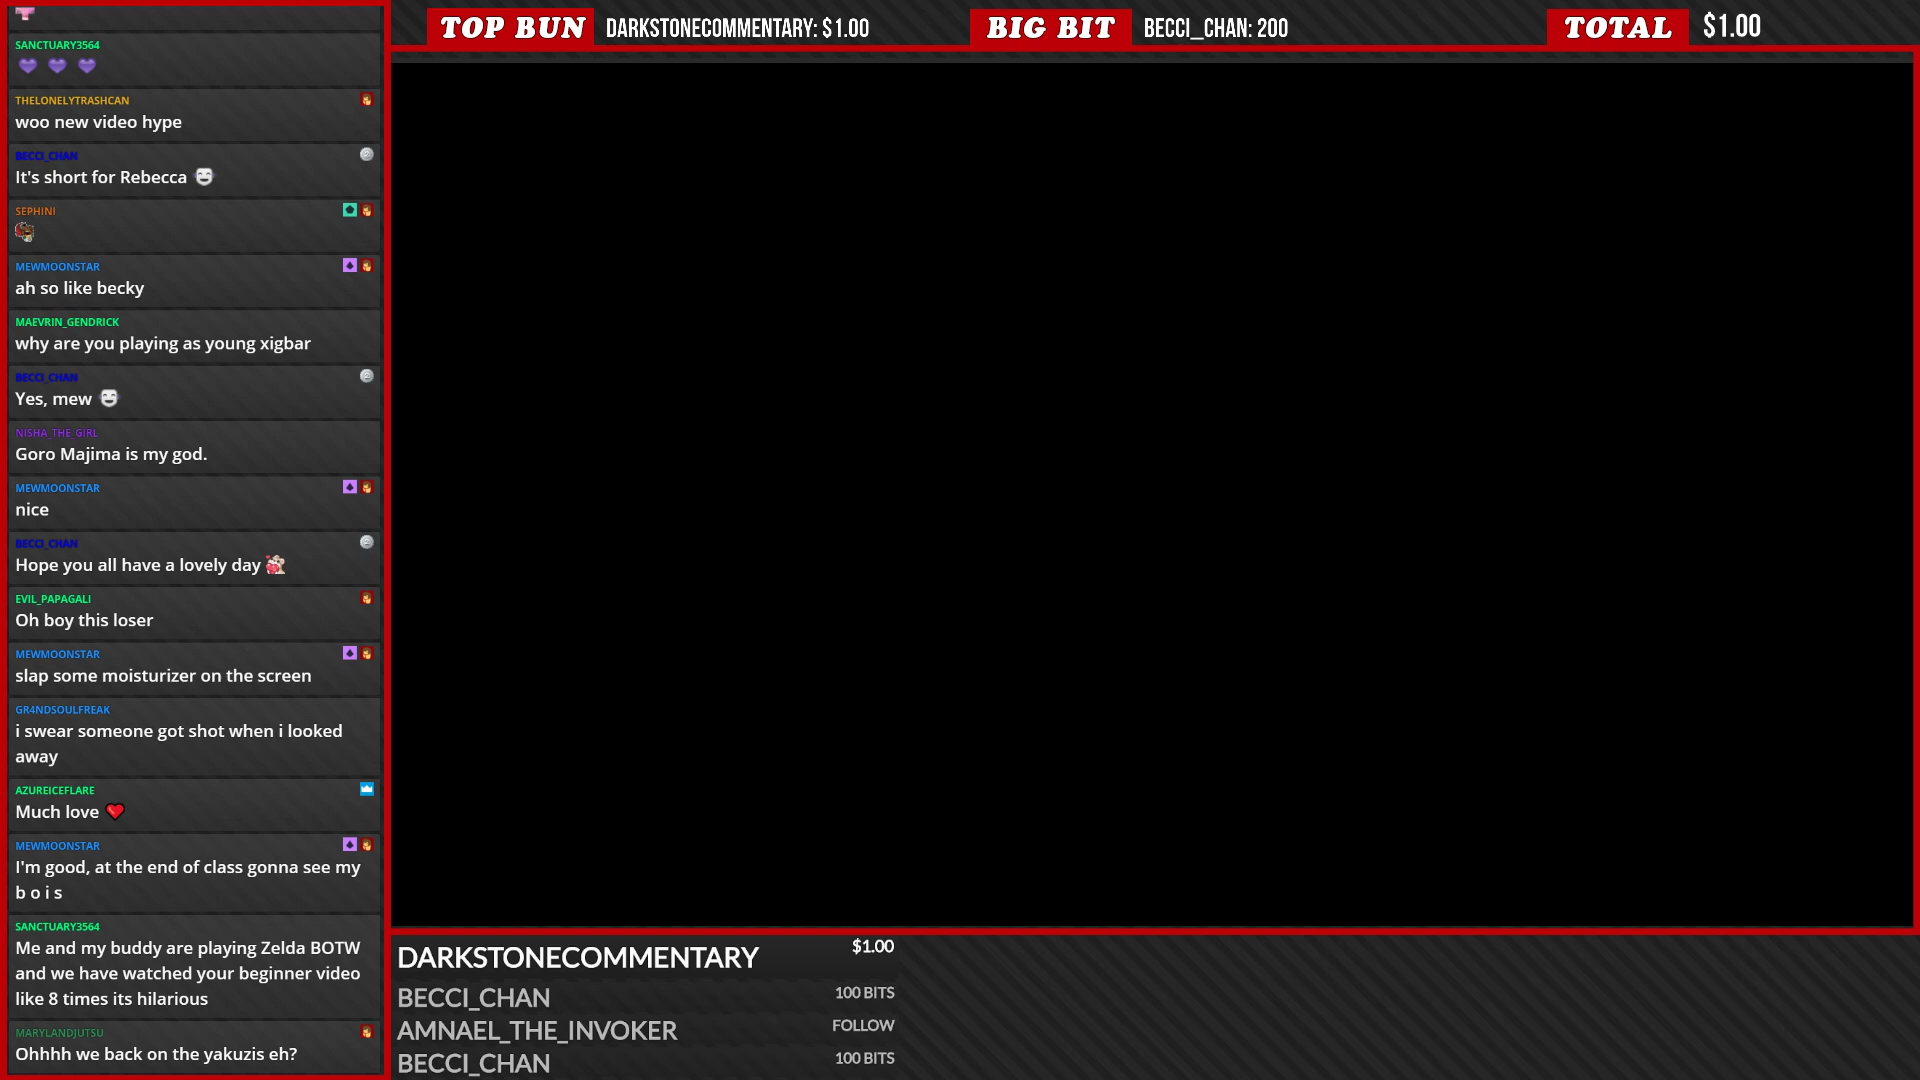 TOP BUN DARKSTONECOMMENTARY: $1.00 BIG BIT BECCI_CHAN: 200 TOTAL $1.00
SANCTUARY3564
THELONELYTRASHCAN
woo new video hype
BECCI_CHAN
It's short for Rebecca
SEPHINI
MEWMOONSTAR
ah so like becky
MAEVRIN_GENDRICK
why are you playing as young xigbar
BECCI_CHAN
Yes, mew
NISHA_THE_GIRL
Goro Majima is my god.
MEWMOONSTAR
nice
BECCI_CHAN
Hope you all have a lovely day
EVIL_PAPAGALI
Oh boy this loser
MEWMOONSTAR
slap some moisturizer on the screen
GR4NDSOULFREAK
i swear someone got shot when i looked
away
AZUREICEFLARE
Much love
MEWMOONSTAR
I'm good, at the end of class gonna see my
b o i s
SANCTUARY3564
Me and my buddy are playing Zelda BOTW
and we have watched your beginner video
like 8 times its hilarious
MARYLANDJUTSU
Ohhhh we back on the yakuzis eh?
DARKSTONECOMMENTARY $1.00
BECCI_CHAN 100 BITS
AMNAEL_THE_INVOKER FOLLOW
BECCI_CHAN 100 BITS